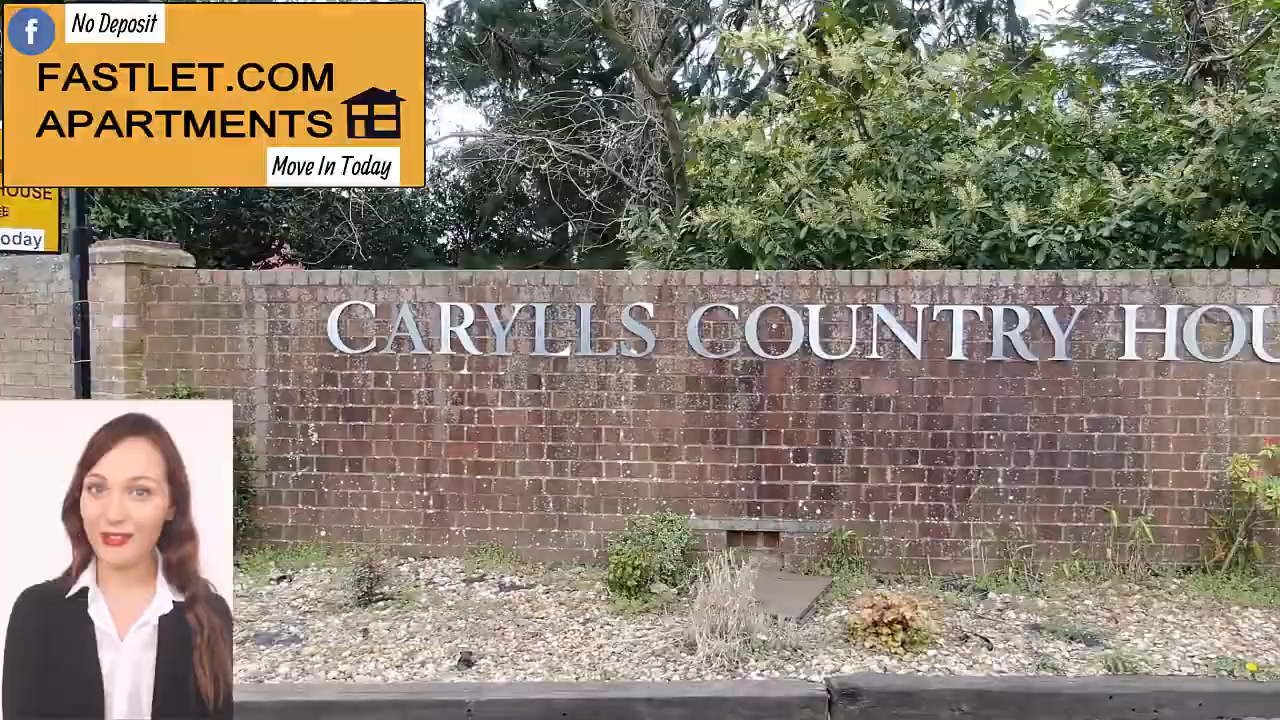 f
No Deposit
FASTLET.COM
APARTMENTS
Move In Today
HOUSE
oday
CARYLLS COUNTRY HOU